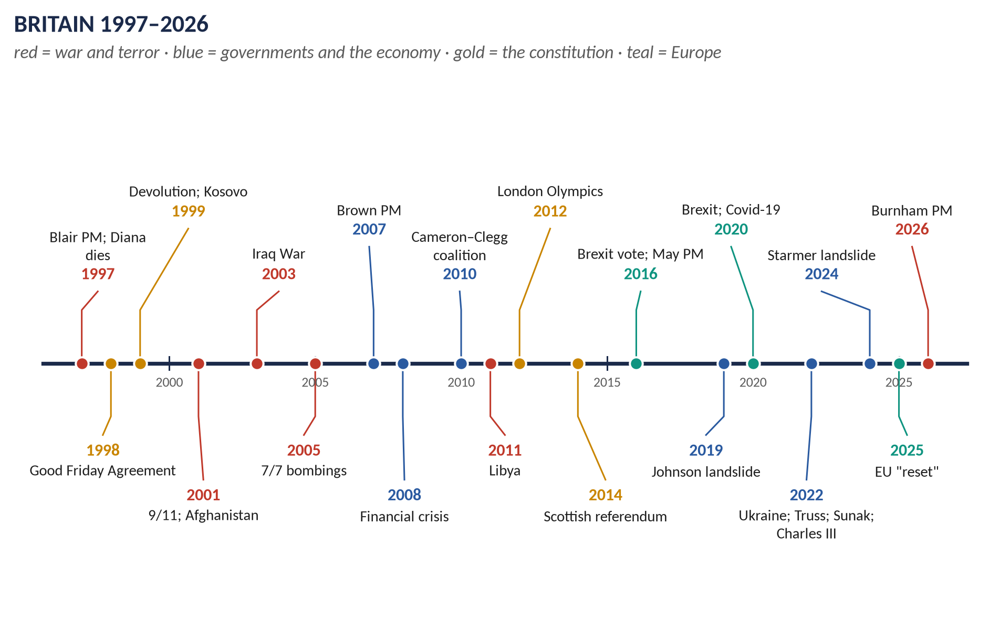 BRITAIN 1997–2026
red = war and terror · blue = governments and the economy · gold = the constitution · teal = Europe
Blair PM; Diana
dies
1997
Devolution; Kosovo
1999
Iraq War
2003
Brown PM
2007
Cameron–Clegg
coalition
2010
London Olympics
2012
Brexit vote; May PM
2016
Brexit; Covid-19
2020
Starmer landslide
2024
Burnham PM
2026
2000
2005
2010
2015
2020
2025
1998
Good Friday Agreement
2001
9/11; Afghanistan
2005
7/7 bombings
2008
Financial crisis
2011
Libya
2014
Scottish referendum
2019
Johnson landslide
2022
Ukraine; Truss; Sunak;
Charles III
2025
EU "reset"